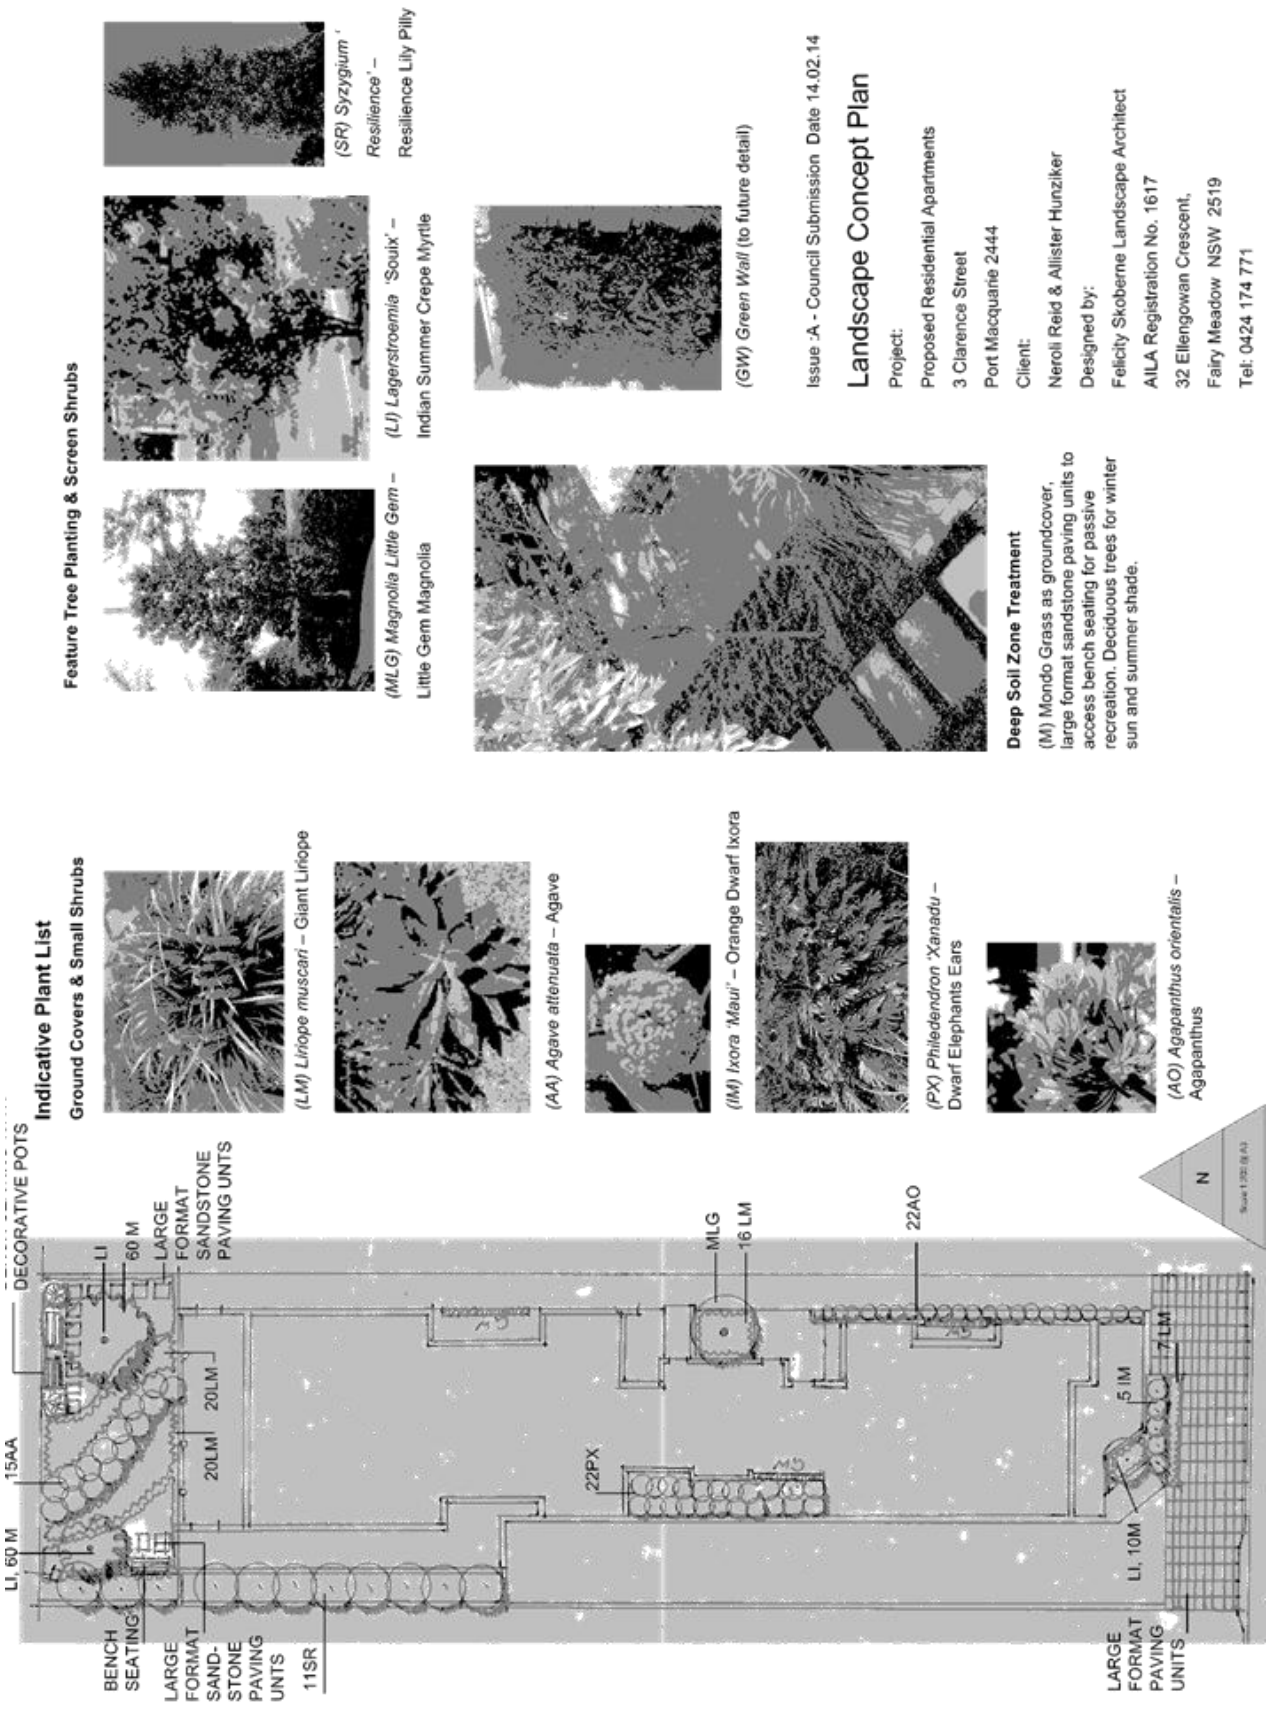 DECORATIVE POTS
LI, 60 M
15AA
LI
60 M
LARGE
FORMAT
SANDSTONE
PAVING UNTS
20LM
20LM
BENCH
SEATING
LARGE
FORMAT
SAND-
STONE
PAVING
UNTS
11SR
GW
MLG
16 LM
22PX
GW
22AO
GW
7LM
5 IM
LI, 10M
LARGE
FORMAT
PAVING
UNITS
N
Indicative Plant List
Ground Covers & Small Shrubs
(LM) Liriope muscari – Giant Liriope
(AA) Agave attenuata – Agave
(IM) Ixora 'Maui' – Orange Dwarf Ixora
(PX) Philedendron 'Xanadu –
Dwarf Elephants Ears
(AO) Agapanthus orientalis –
Agapanthus
Feature Tree Planting & Screen Shrubs
(MLG) Magnolia Little Gem –
Little Gem Magnolia
(LI) Lagerstroemia 'Souix' –
Indian Summer Crepe Myrtle
(SR) Syzygium '
Resilience' –
Resilience Lily Pilly
Deep Soil Zone Treatment
(M) Mondo Grass as groundcover,
large format sandstone paving units to
access bench seating for passive
recreation. Deciduous trees for winter
sun and summer shade.
(GW) Green Wall (to future detail)
Issue :A - Council Submission Date 14.02.14
Landscape Concept Plan
Project:
Proposed Residential Apartments
3 Clarence Street
Port Macquarie 2444
Client:
Neroli Reid & Allister Hunziker
Designed by:
Felicity Skoberne Landscape Architect
AILA Registration No. 1617
32 Ellengowan Crescent,
Fairy Meadow NSW 2519
Tel: 0424 174 771